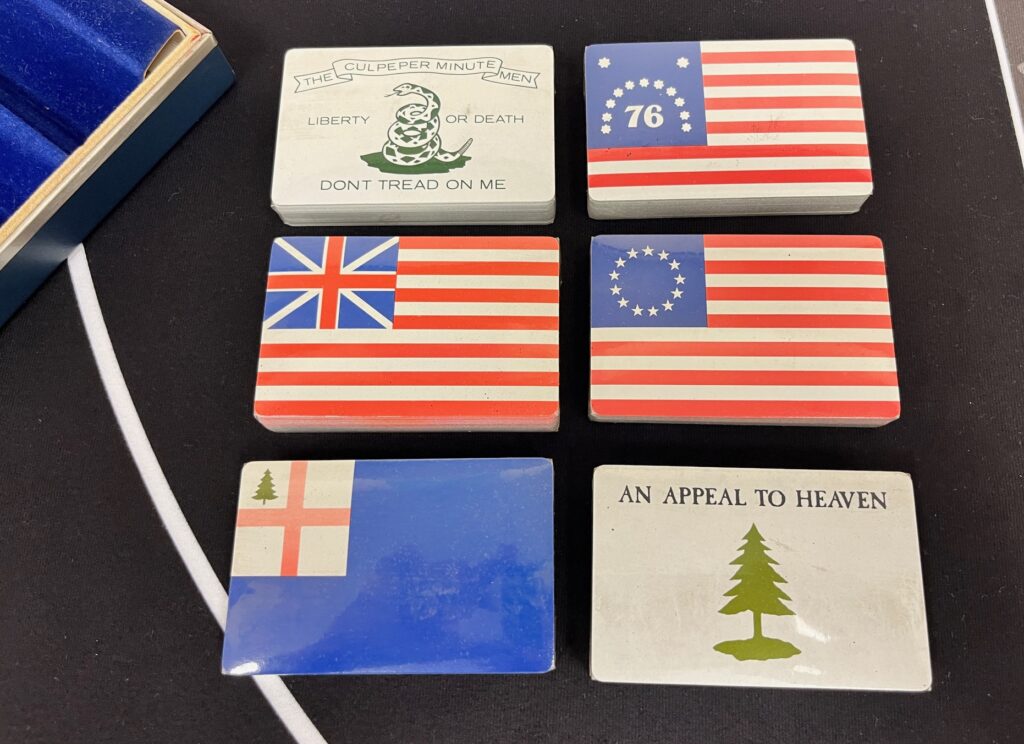 THE CULPEPER MINUTE MEN
LIBERTY OR DEATH
DONT TREAD ON ME
76
AN APPEAL TO HEAVEN